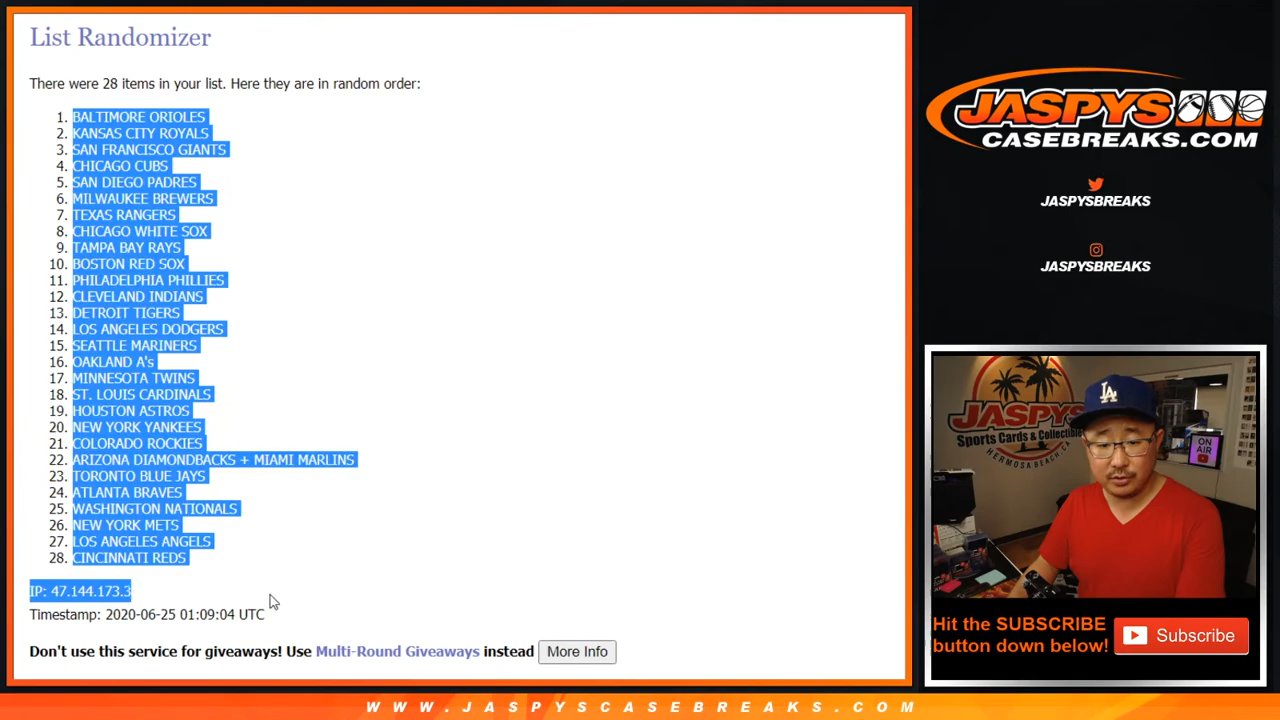 List Randomizer
There were 28 items in your list. Here they are in random order:
1. BALTIMORE ORIOLES
2. KANSAS CITY ROYALS
3. SAN FRANCISCO GIANTS
4. CHICAGO CUBS
5. SAN DIEGO PADRES
6. MILWAUKEE BREWERS
7. TEXAS RANGERS
8. CHICAGO WHITE SOX
9. TAMPA BAY RAYS
10. BOSTON RED SOX
11. PHILADELPHIA PHILLIES
12. CLEVELAND INDIANS
13. DETROIT TIGERS
14. LOS ANGELES DODGERS
15. SEATTLE MARINERS
16. OAKLAND A's
17. MINNESOTA TWINS
18. ST. LOUIS CARDINALS
19. HOUSTON ASTROS
20. NEW YORK YANKEES
21. COLORADO ROCKIES
22. ARIZONA DIAMONDBACKS + MIAMI MARLINS
23. TORONTO BLUE JAYS
24. ATLANTA BRAVES
25. WASHINGTON NATIONALS
26. NEW YORK METS
27. LOS ANGELES ANGELS
28. CINCINNATI REDS
IP: 47.144.173.3
Timestamp: 2020-06-25 01:09:04 UTC
Don't use this service for giveaways! Use Multi-Round Giveaways instead More Info
JASPYS
CASEBREAKS.COM
JASPYSBREAKS
JASPYSBREAKS
JASPYS
Sports Cards & Collectibles
HERMOSA BEACH, CA
LA
ON AIR
Hit the SUBSCRIBE
button down below!
Subscribe
WWW.JASPYSCASEBREAKS.COM